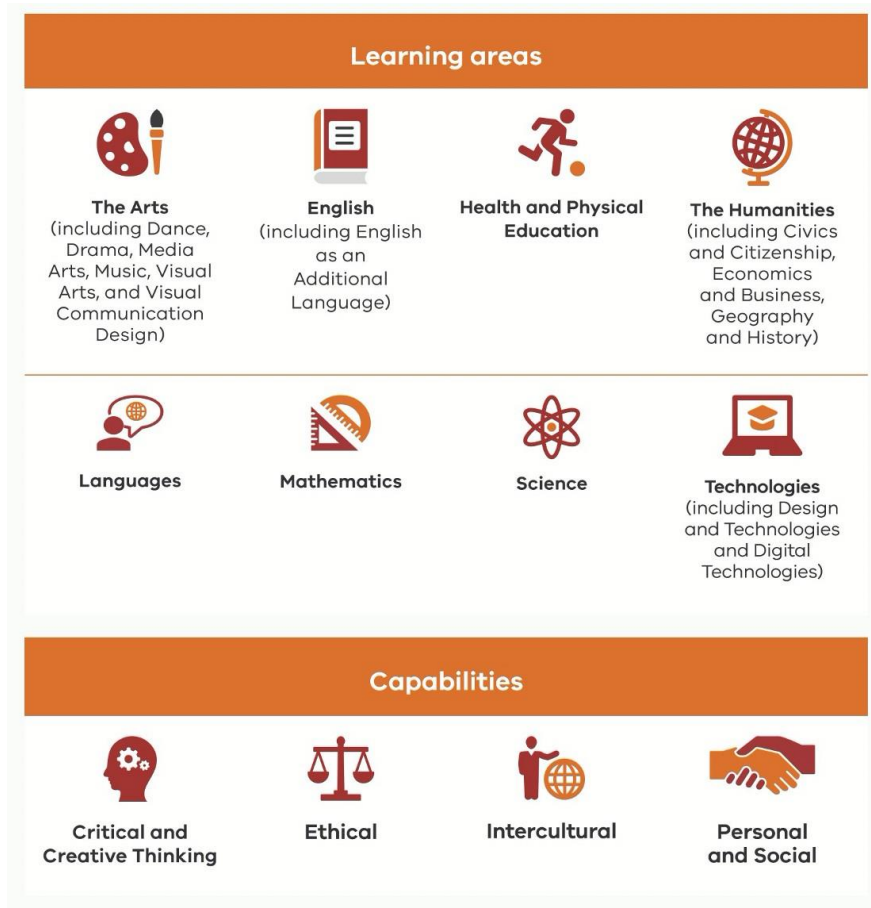 Learning areas
The Arts
(including Dance,
Drama, Media
Arts, Music, Visual
Arts, and Visual
Communication
Design)
English
(including English
as an
Additional
Language)
Health and Physical
Education
The Humanities
(including Civics
and Citizenship,
Economics
and Business,
Geography
and History)
Languages
Mathematics
Science
Technologies
(including Design
and Technologies
and Digital
Technologies)
Capabilities
Critical and
Creative Thinking
Ethical
Intercultural
Personal
and Social